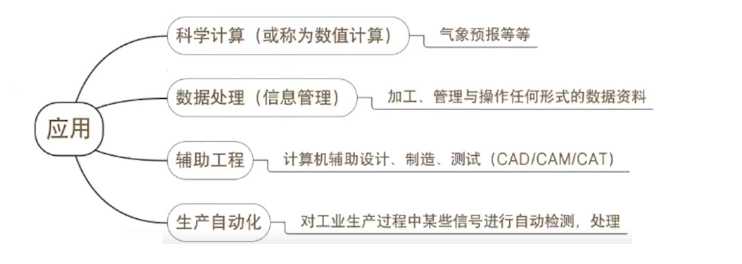 应用
科学计算（或称为数值计算）
气象预报等等
数据处理（信息管理）
加工、管理与操作任何形式的数据资料
辅助工程
计算机辅助设计、制造、测试（CAD/CAM/CAT）
生产自动化
对工业生产过程中某些信号进行自动检测，处理